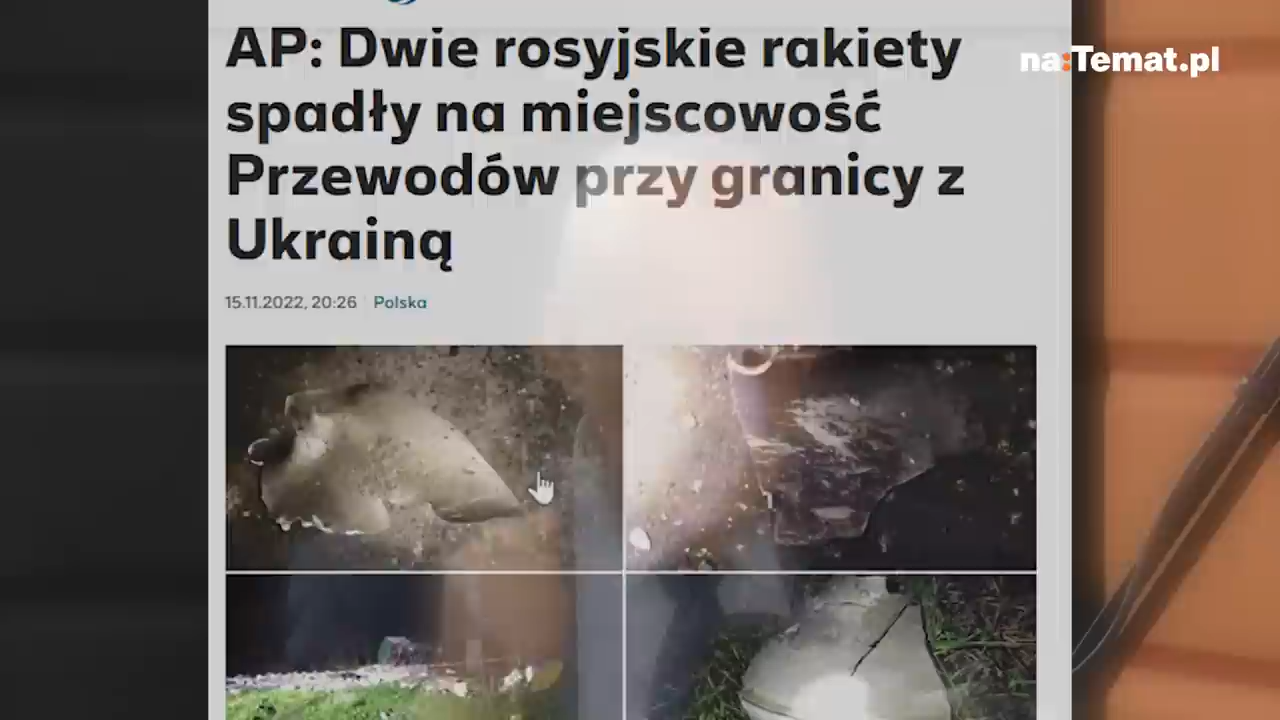 na:Temat.pl
AP: Dwie rosyjskie rakiety
spadły na miejscowość
Przewodów przy granicy z
Ukrainą
15.11.2022, 20:26 Polska